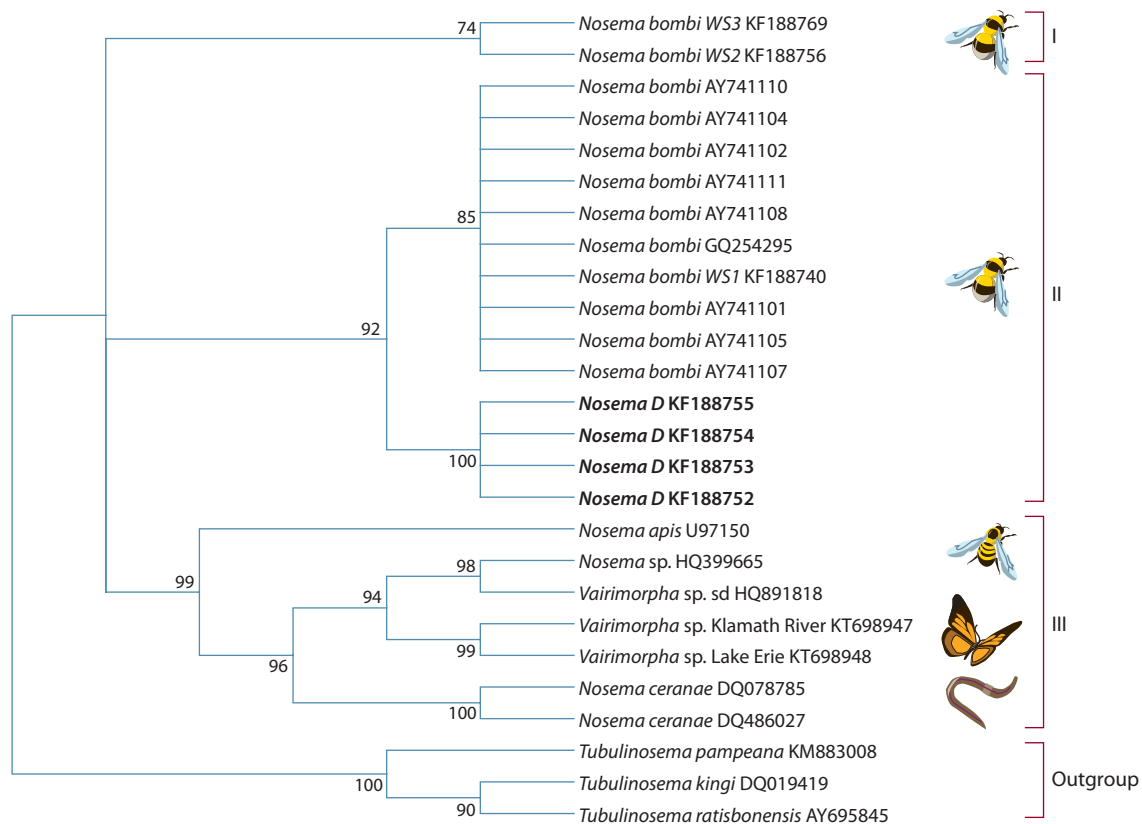 74
Nosema bombi WS3 KF188769
Nosema bombi WS2 KF188756
I
Nosema bombi AY741110
Nosema bombi AY741104
Nosema bombi AY741102
Nosema bombi AY741111
85
Nosema bombi AY741108
Nosema bombi GQ254295
Nosema bombi WS1 KF188740
II
Nosema bombi AY741101
92
Nosema bombi AY741105
Nosema bombi AY741107
Nosema D KF188755
Nosema D KF188754
100
Nosema D KF188753
Nosema D KF188752
Nosema apis U97150
99
98
Nosema sp. HQ399665
Vairimorpha sp. sd HQ891818
94
Vairimorpha sp. Klamath River KT698947
III
96
99
Vairimorpha sp. Lake Erie KT698948
Nosema ceranae DQ078785
100
Nosema ceranae DQ486027
Tubulinosema pampeana KM883008
100
Tubulinosema kingi DQ019419
Outgroup
90
Tubulinosema ratisbonensis AY695845